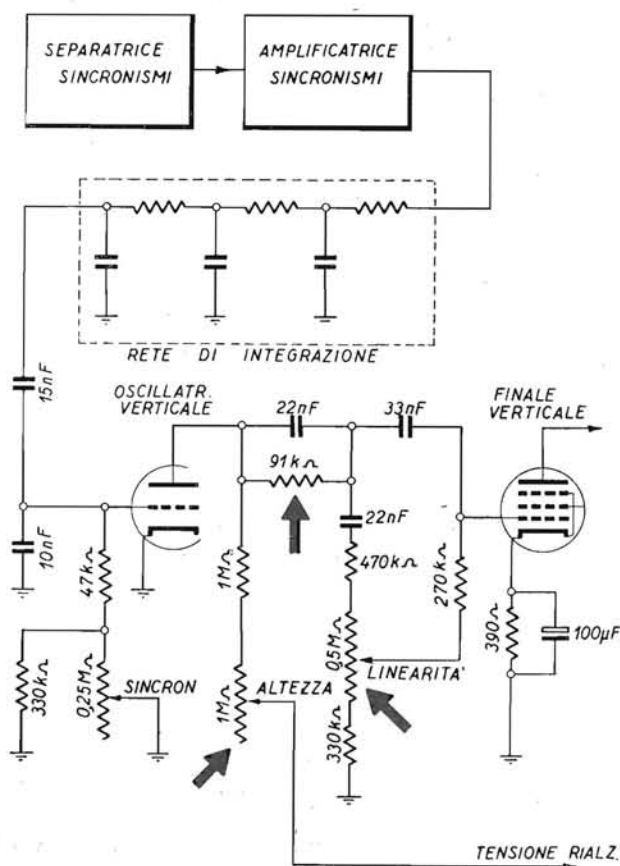 SEPARATRICE
SINCRONISMI
AMPLIFICATRICE
SINCRONISMI
RETE DI INTEGRAZIONE
15nF
OSCILLATR.
VERTICALE
22nF
33nF
FINALE
VERTICALE
91kΩ
10nF
47kΩ
1MΩ
22nF
470kΩ
270kΩ
390Ω
100µF
330kΩ
0,25MΩ
SINCRON
1MΩ
ALTEZZA
0,5MΩ
LINEARITA'
330kΩ
TENSIONE RIALZ.